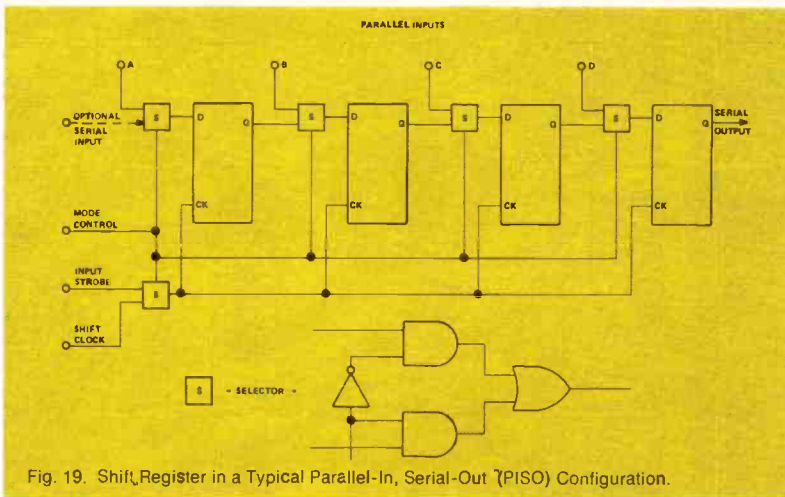 PARALLEL INPUTS
A
B
C
D
OPTIONAL
SERIAL
INPUT
S
D
Q
S
D
Q
S
D
Q
S
D
Q
SERIAL
OUTPUT
CK
CK
CK
CK
MODE
CONTROL
INPUT
STROBE
S
SHIFT
CLOCK
S
- SELECTOR -
Fig. 19. Shift Register in a Typical Parallel-In, Serial-Out (PISO) Configuration.